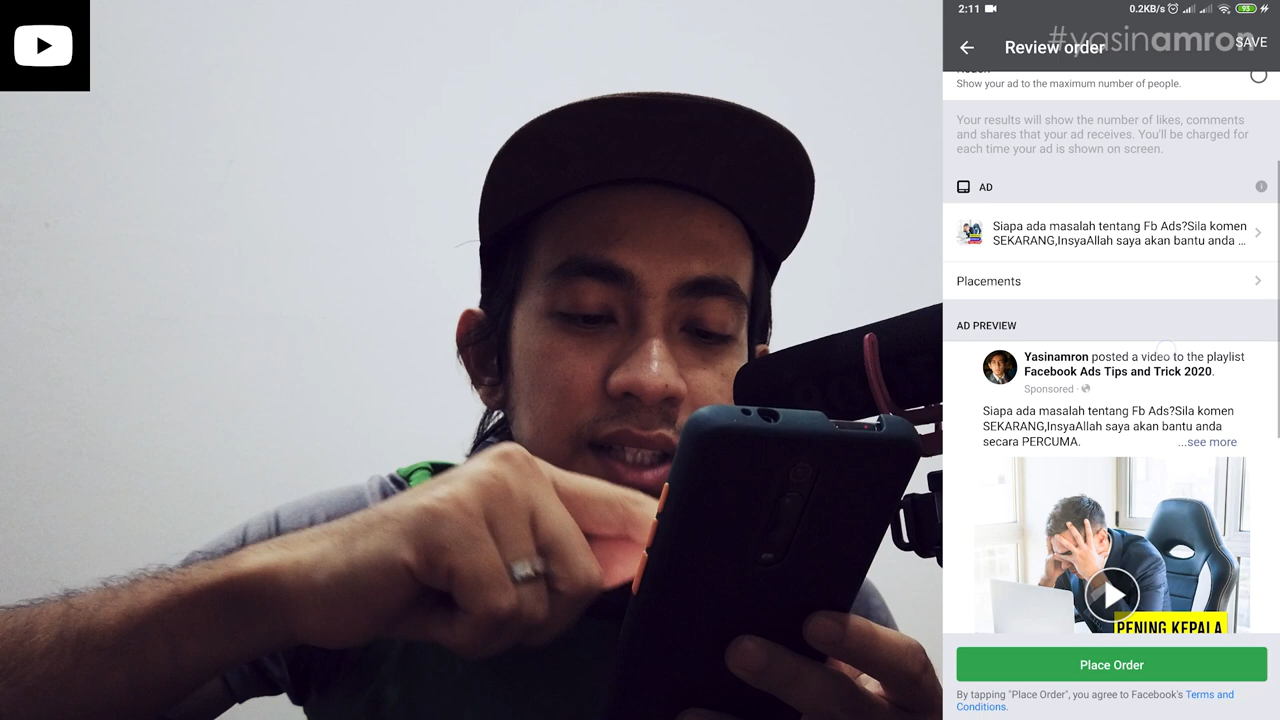 2:11
0.2KB/s
93
#yasinamron
Review order
SAVE
Show your ad to the maximum number of people.
Your results will show the number of likes, comments
and shares that your ad receives. You'll be charged for
each time your ad is shown on screen.
AD
Siapa ada masalah tentang Fb Ads?Sila komen
SEKARANG,InsyaAllah saya akan bantu anda ...
Placements
AD PREVIEW
Yasinamron posted a video to the playlist
Facebook Ads Tips and Trick 2020.
Sponsored ·
Siapa ada masalah tentang Fb Ads?Sila komen
SEKARANG,InsyaAllah saya akan bantu anda
secara PERCUMA.
...see more
PENING KEPALA
Place Order
By tapping "Place Order", you agree to Facebook's Terms and
Conditions.